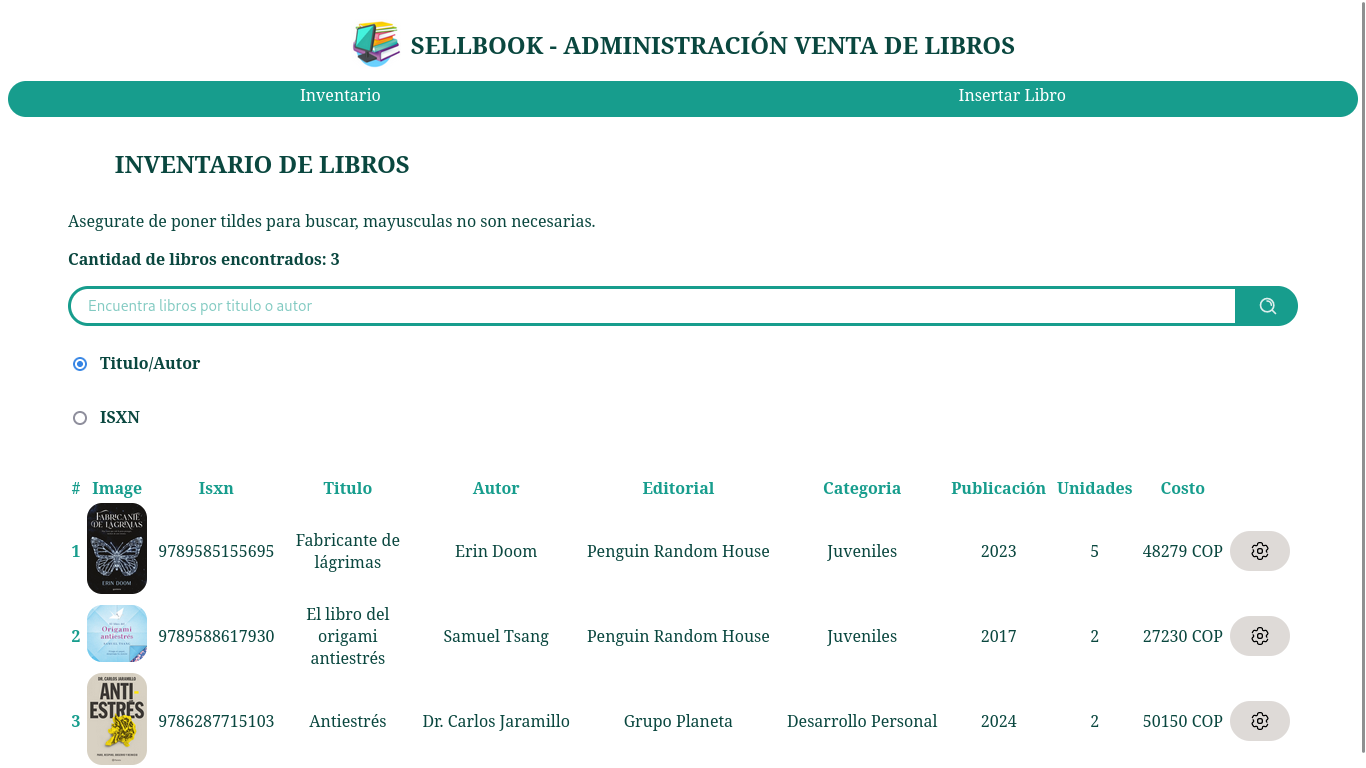 SELLBOOK - ADMINISTRACIÓN VENTA DE LIBROS
Inventario Insertar Libro
INVENTARIO DE LIBROS
Asegurate de poner tildes para buscar, mayusculas no son necesarias.
Cantidad de libros encontrados: 3
Encuentra libros por titulo o autor
Titulo/Autor
ISXN
# Image Isxn Titulo Autor Editorial Categoria Publicación Unidades Costo
FABRICANTE
DE LÁGRIMAS
ERIN DOOM
1 9789585155695 Fabricante de lágrimas Erin Doom Penguin Random House Juveniles 2023 5 48279 COP
Origami
antiestrés
2 9789588617930 El libro del origami antiestrés Samuel Tsang Penguin Random House Juveniles 2017 2 27230 COP
DR. CARLOS JARAMILLO
ANTI
ESTRÉS
3 9786287715103 Antiestrés Dr. Carlos Jaramillo Grupo Planeta Desarrollo Personal 2024 2 50150 COP